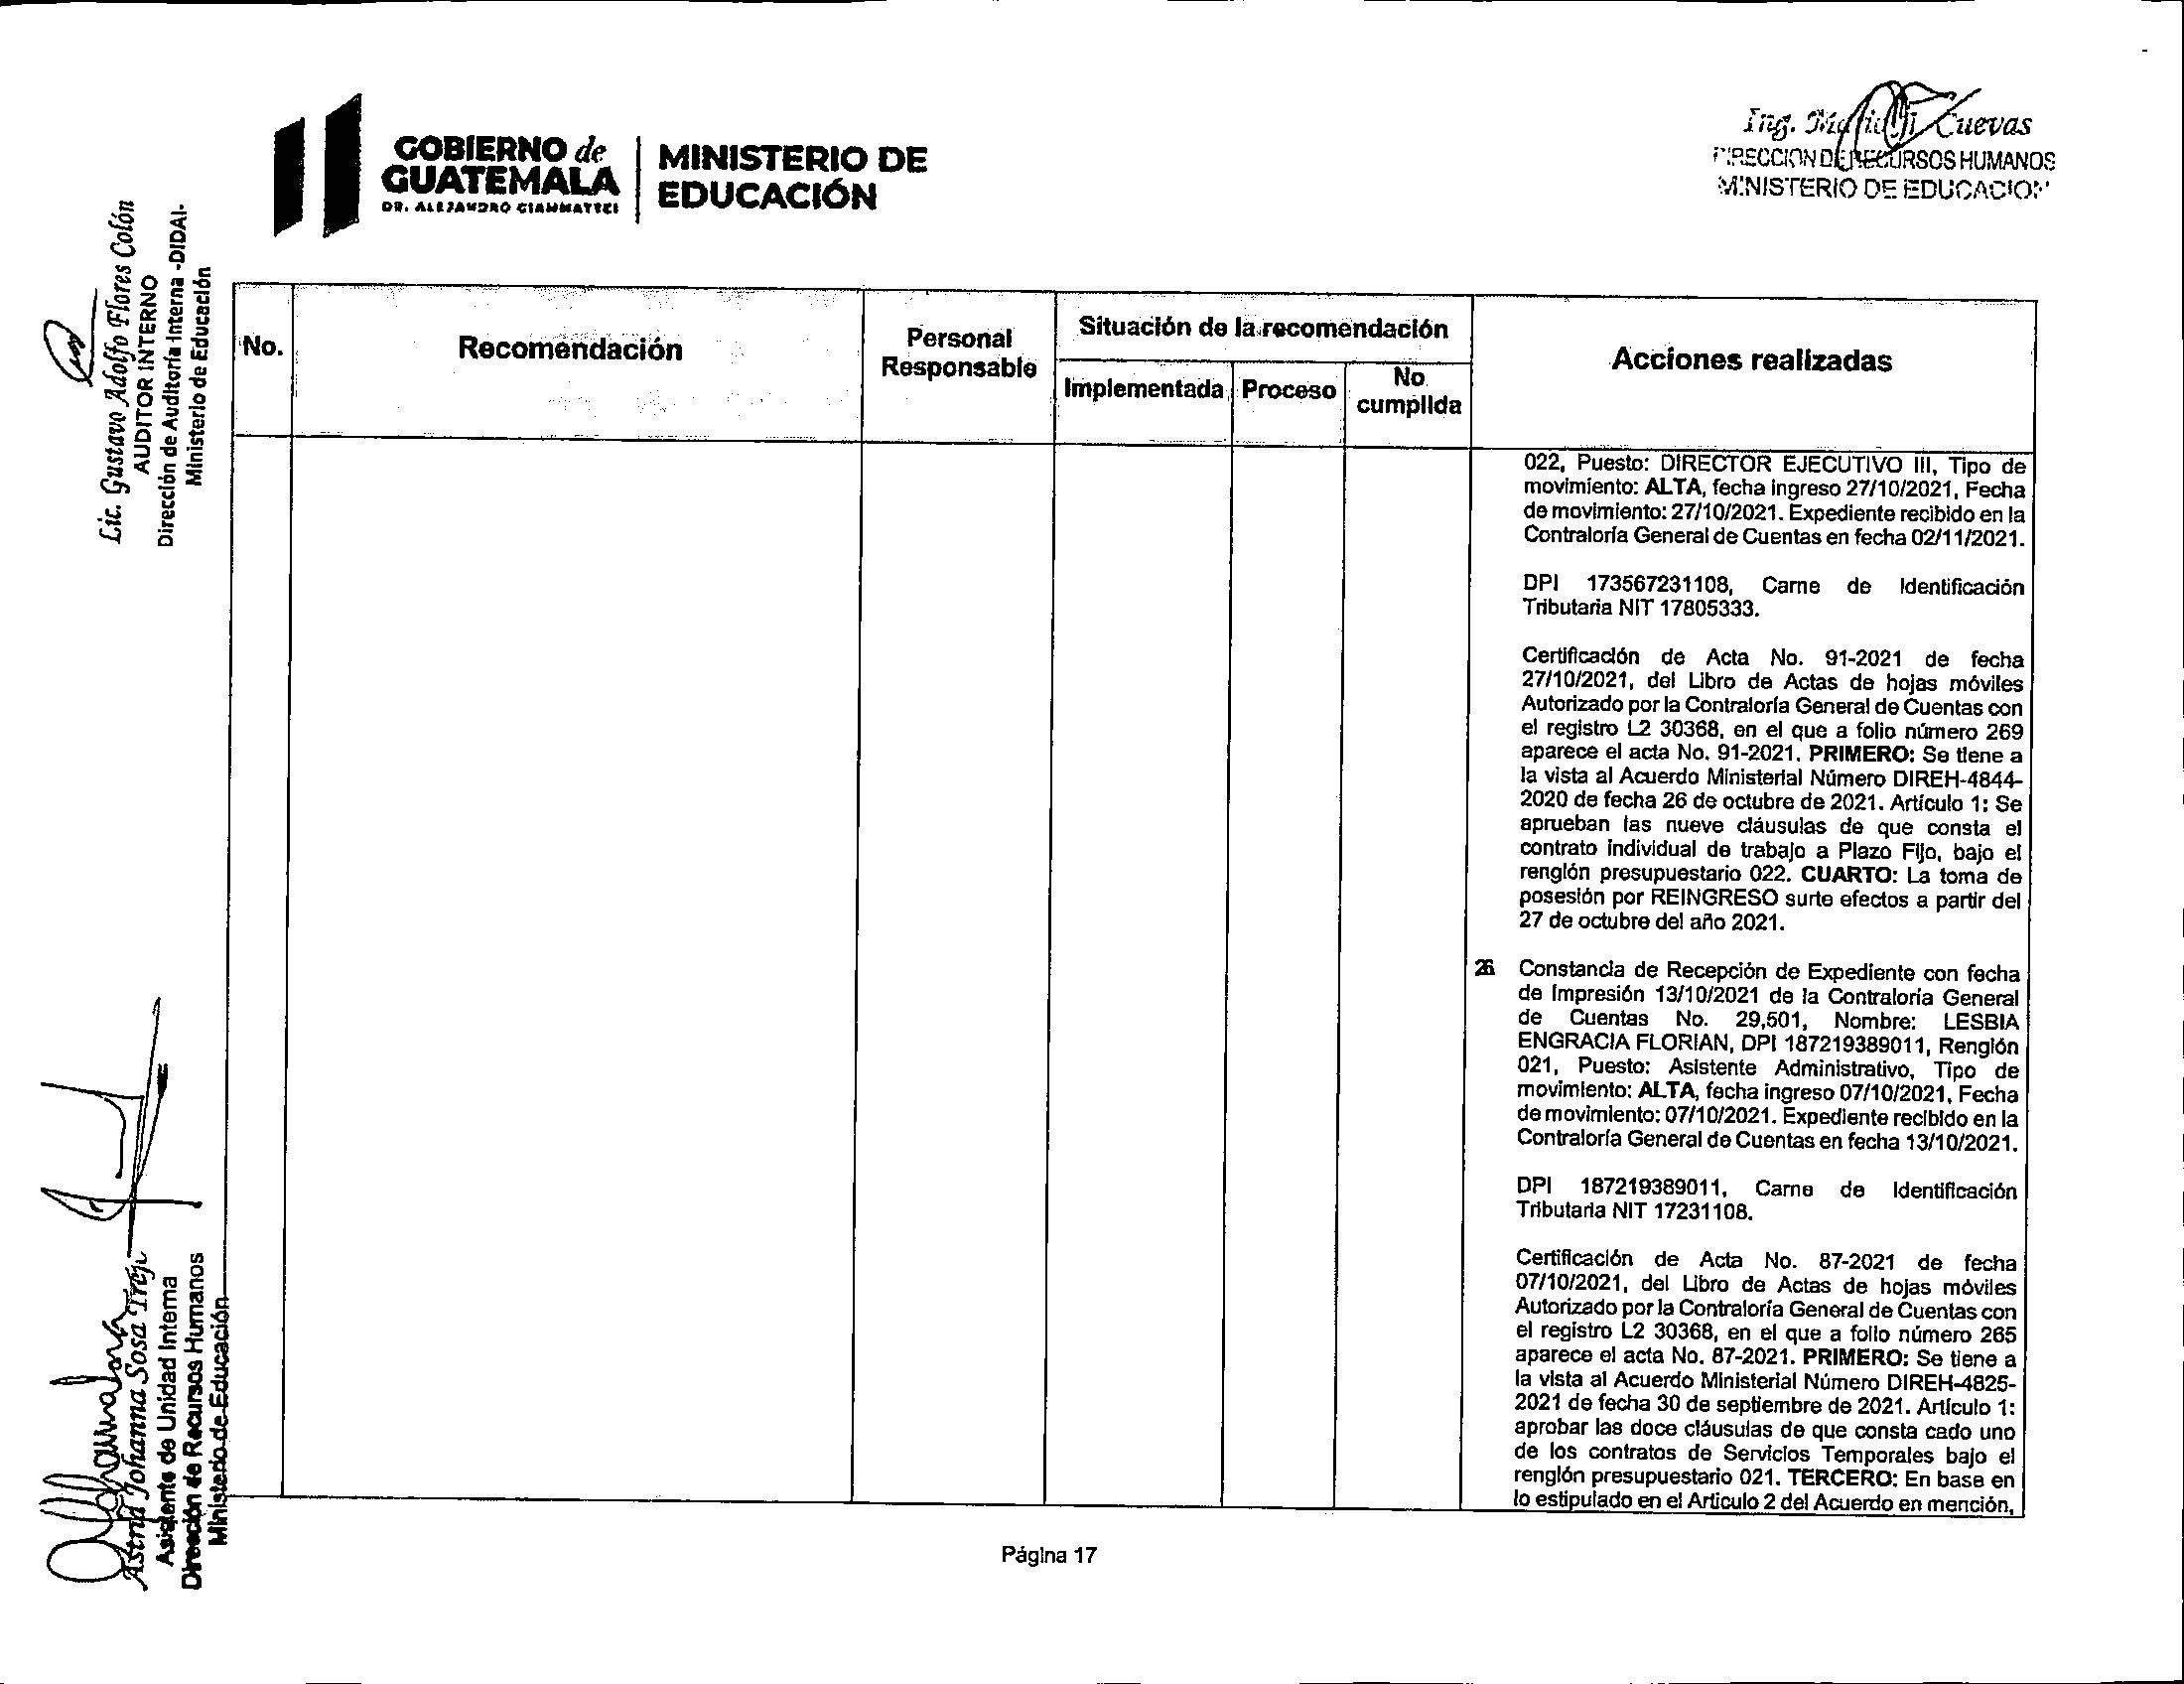 GOBIERNO de
GUATEMALA
DR. ALEJANDRO GIAMMATTEI
MINISTERIO DE
EDUCACIÓN
Ing. Cuevas
DIRECCION DE RECURSOS HUMANOS
MINISTERIO DE EDUCACION
Lic. Gustavo Adolfo Flores Colón
AUDITOR INTERNO
Dirección de Auditoría Interna -DIDAI-
Ministerio de Educación
No.
Recomendación
Personal
Responsable
Situación de la recomendación
Implementada
Proceso
No
cumplida
Acciones realizadas
022, Puesto: DIRECTOR EJECUTIVO III, Tipo de
movimiento: ALTA, fecha ingreso 27/10/2021, Fecha
de movimiento: 27/10/2021. Expediente recibido en la
Contraloría General de Cuentas en fecha 02/11/2021.
DPI 173567231108, Carne de Identificación
Tributaria NIT 17805333.
Certificación de Acta No. 91-2021 de fecha
27/10/2021, del Libro de Actas de hojas móviles
Autorizado por la Contraloría General de Cuentas con
el registro L2 30368, en el que a folio número 269
aparece el acta No. 91-2021. PRIMERO: Se tiene a
la vista al Acuerdo Ministerial Número DIREH-4844-
2020 de fecha 26 de octubre de 2021. Artículo 1: Se
aprueban las nueve cláusulas de que consta el
contrato individual de trabajo a Plazo Fijo, bajo el
renglón presupuestario 022. CUARTO: La toma de
posesión por REINGRESO surte efectos a partir del
27 de octubre del año 2021.
26 Constancia de Recepción de Expediente con fecha
de Impresión 13/10/2021 de la Contraloría General
de Cuentas No. 29,501, Nombre: LESBIA
ENGRACIA FLORIAN, DPI 187219389011, Renglón
021, Puesto: Asistente Administrativo, Tipo de
movimiento: ALTA, fecha ingreso 07/10/2021, Fecha
de movimiento: 07/10/2021. Expediente recibido en la
Contraloría General de Cuentas en fecha 13/10/2021.
DPI 187219389011, Carne de Identificación
Tributaria NIT 17231108.
Certificación de Acta No. 87-2021 de fecha
07/10/2021, del Libro de Actas de hojas móviles
Autorizado por la Contraloría General de Cuentas con
el registro L2 30368, en el que a folio número 265
aparece el acta No. 87-2021. PRIMERO: Se tiene a
la vista al Acuerdo Ministerial Número DIREH-4825-
2021 de fecha 30 de septiembre de 2021. Artículo 1:
aprobar las doce cláusulas de que consta cado uno
de los contratos de Servicios Temporales bajo el
renglón presupuestario 021. TERCERO: En base en
lo estipulado en el Articulo 2 del Acuerdo en mención,
Astrid Johanna Sosa Trejo
Asistente de Unidad Interna
Dirección de Recursos Humanos
Ministerio de Educación
Página 17